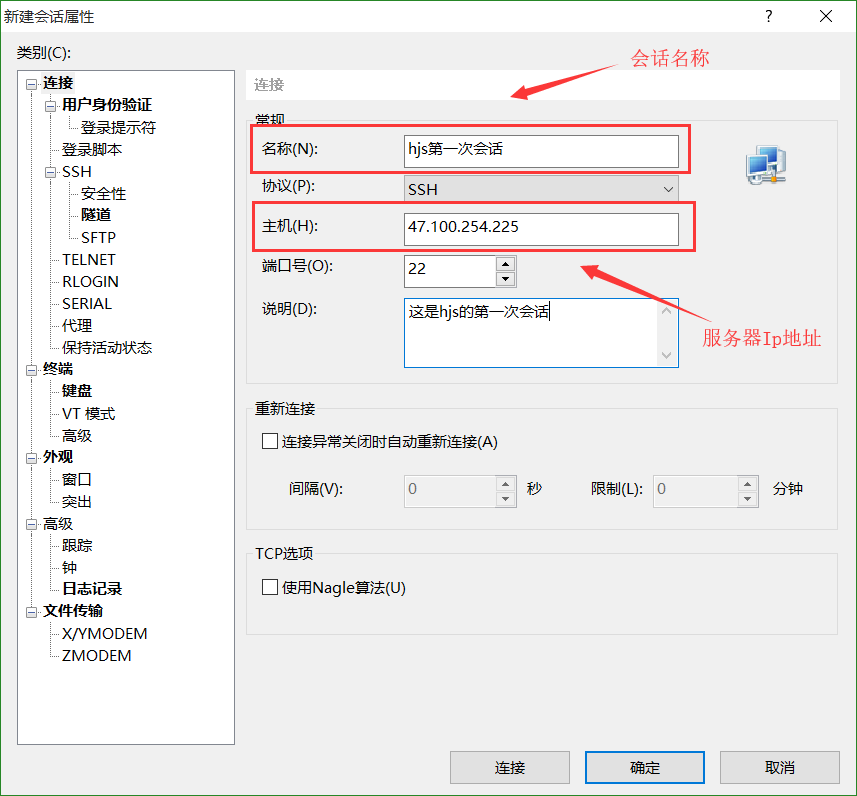 新建会话属性
?
类别(C):
连接
用户身份验证
登录提示符
登录脚本
SSH
安全性
隧道
SFTP
TELNET
RLOGIN
SERIAL
代理
保持活动状态
终端
键盘
VT 模式
高级
外观
窗口
突出
高级
跟踪
钟
日志记录
文件传输
X/YMODEM
ZMODEM
连接
会话名称
常规
名称(N): hjs第一次会话
协议(P): SSH
主机(H): 47.100.254.225
端口号(O): 22
说明(D): 这是hjs的第一次会话
服务器Ip地址
重新连接
连接异常关闭时自动重新连接(A)
间隔(V): 0 秒 限制(L): 0 分钟
TCP选项
使用Nagle算法(U)
连接 确定 取消